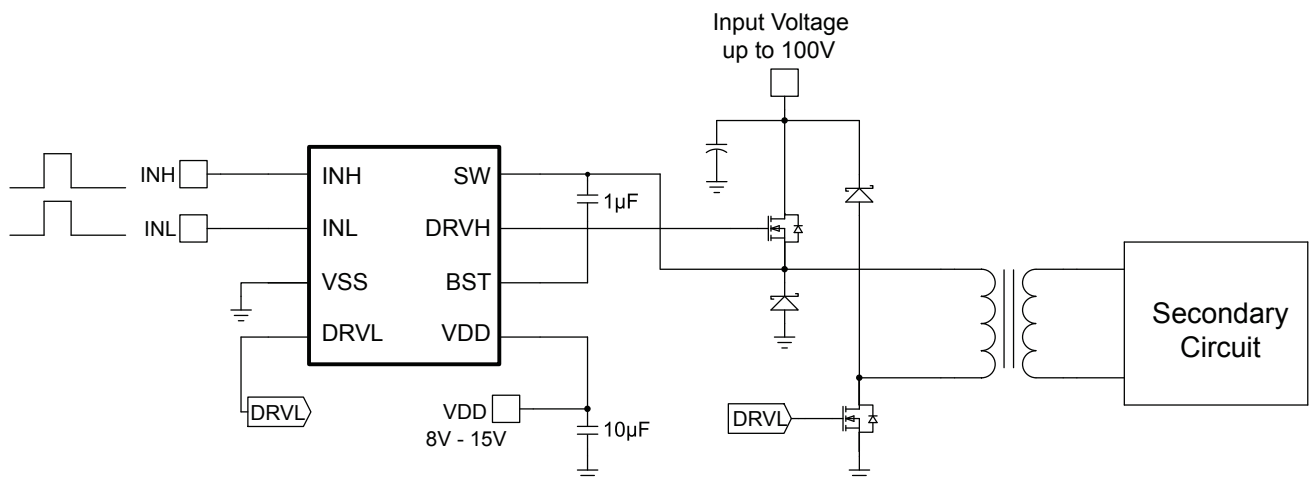 Input Voltage
up to 100V
INH
INL
INH
SW
INL
DRVH
VSS
BST
DRVL
VDD
1µF
DRVL
VDD
8V - 15V
10µF
DRVL
Secondary
Circuit